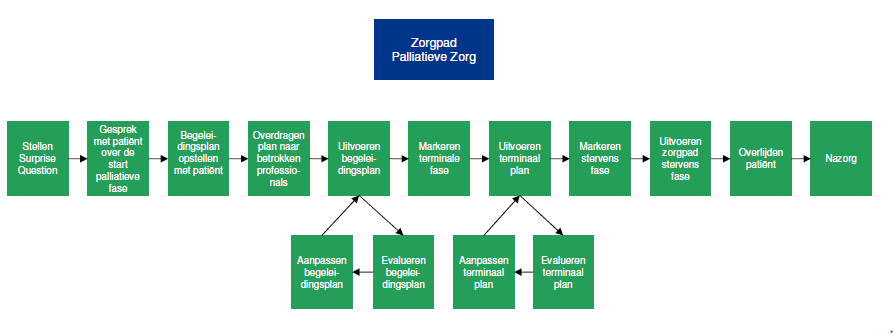 Zorgpad
Palliatieve Zorg
Stellen
Surprise
Question
Gesprek
met patiënt
over de
start
palliatieve
fase
Begelei-
dingsplan
opstellen
met patiënt
Overdragen
plan naar
betrokken
professio-
nals
Uitvoeren
begelei-
dingsplan
Markeren
terminale
fase
Uitvoeren
terminaal
plan
Markeren
stervens
fase
Uitvoeren
zorgpad
stervens
fase
Overlijden
patiënt
Nazorg
Aanpassen
begelei-
dingsplan
Evalueren
begelei-
dingsplan
Aanpassen
terminaal
plan
Evalueren
terminaal
plan